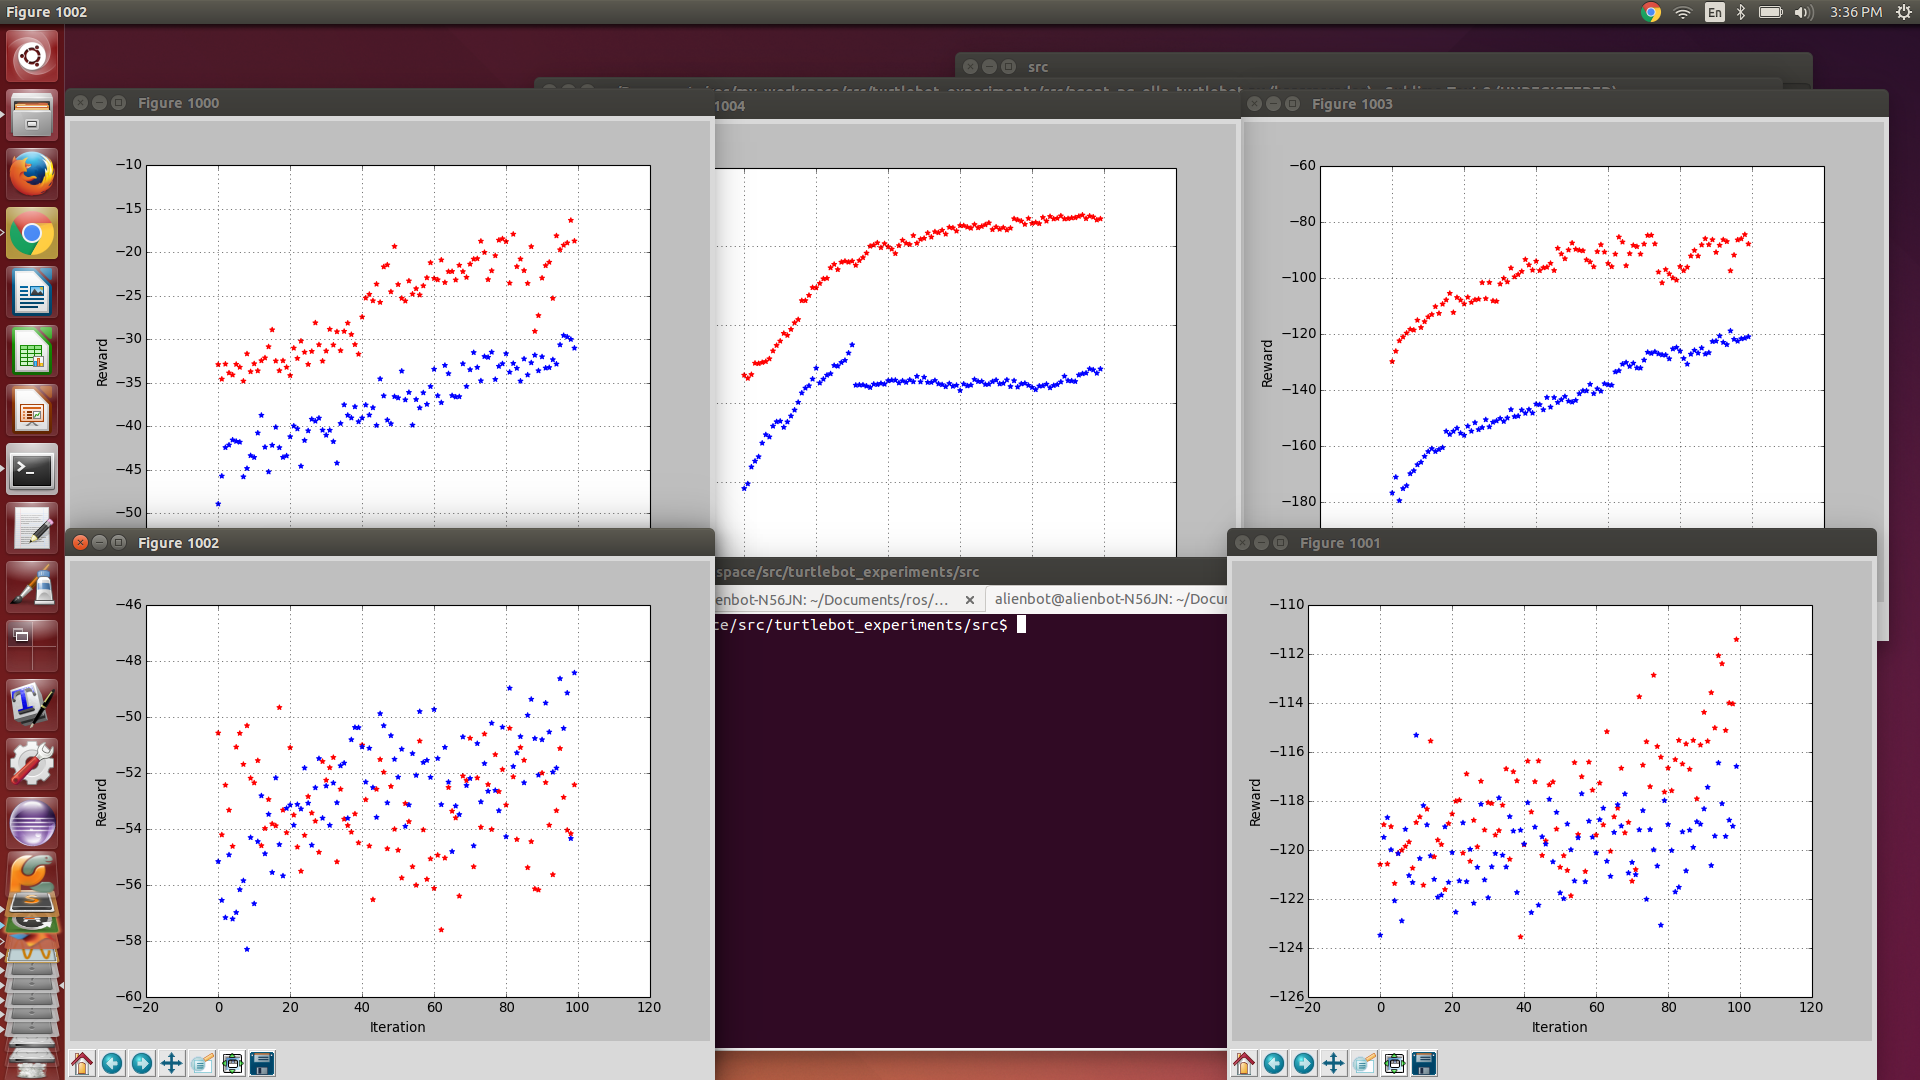 Figure 1002
En
3:36 PM
src
Figure 1000
1004
Figure 1003
−10
−15
−20
−25
−30
−35
−40
−45
−50
Reward
−60
−80
−100
−120
−140
−160
−180
Reward
Figure 1002
space/src/turtlebot_experiments/src
Figure 1001
enbot-N56JN: ~/Documents/ros/...
alienbot@alienbot-N56JN: ~/Docu
ce/src/turtlebot_experiments/src$
−46
−48
−50
−52
−54
−56
−58
−60
Reward
−20 0 20 40 60 80 100 120
Iteration
−110
−112
−114
−116
−118
−120
−122
−124
−126
Reward
−20 0 20 40 60 80 100 120
Iteration